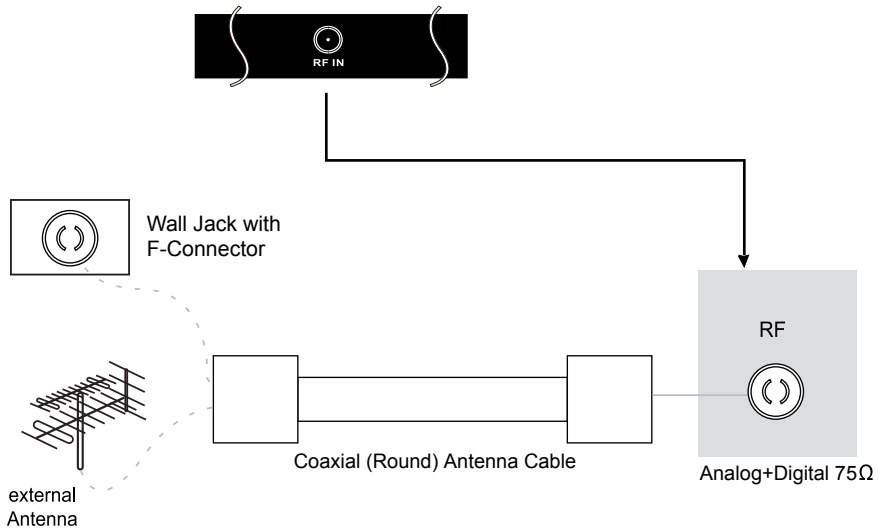 RF IN
Wall Jack with
F-Connector
RF
Coaxial (Round) Antenna Cable
Analog+Digital 75Ω
external
Antenna